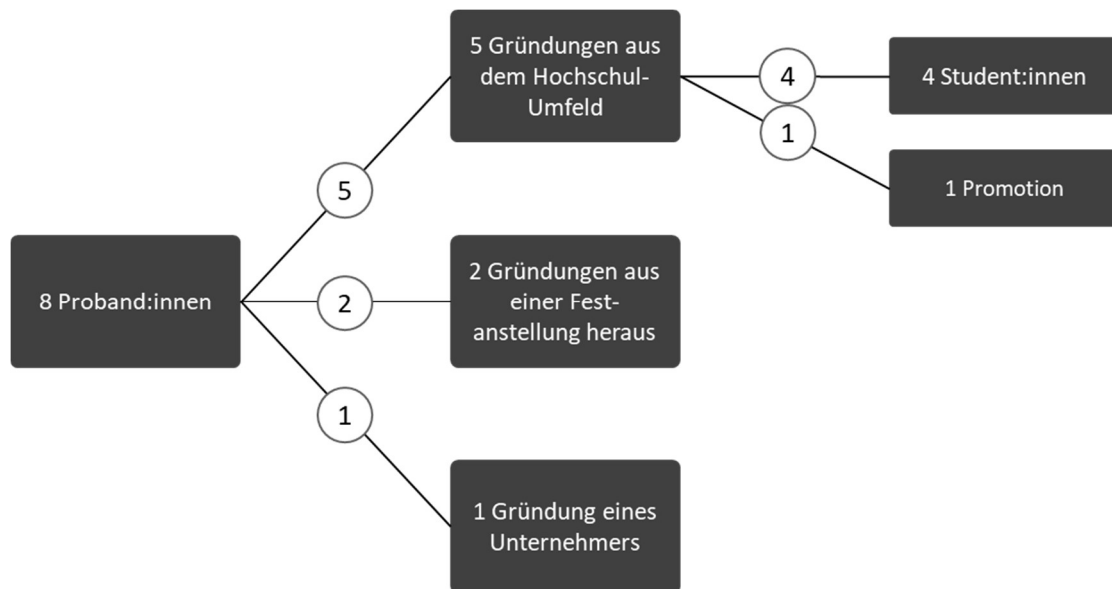 5 Gründungen aus
dem Hochschul-
Umfeld
4
4 Student:innen
1
1 Promotion
5
8 Proband:innen
2
2 Gründungen aus
einer Fest-
anstellung heraus
1
1 Gründung eines
Unternehmers